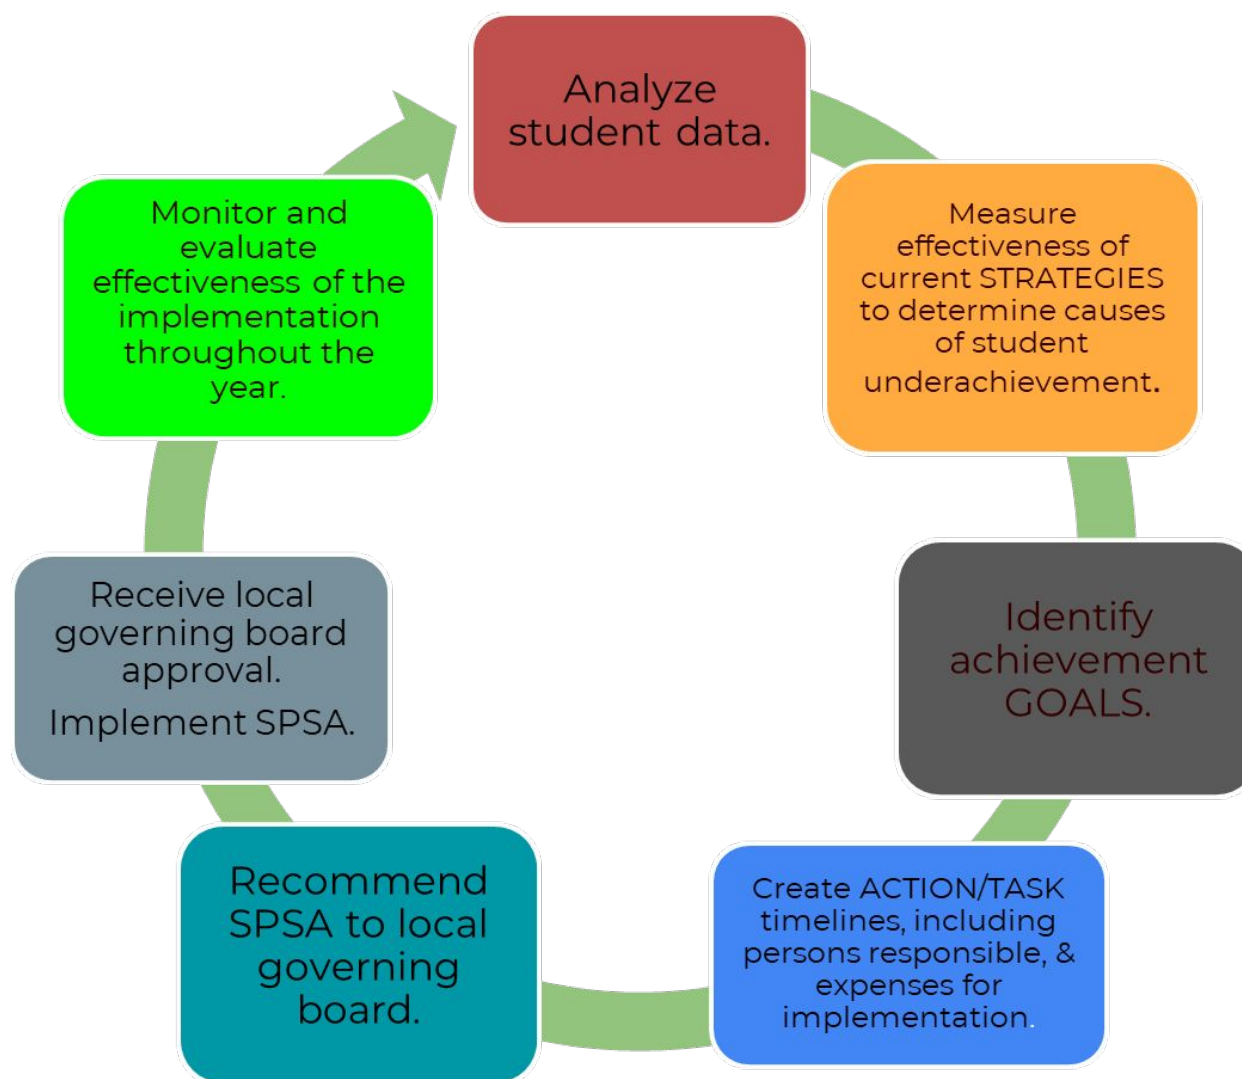 Analyze
student data.
Measure
effectiveness of
current STRATEGIES
to determine causes
of student
underachievement.
Identify
achievement
GOALS.
Create ACTION/TASK
timelines, including
persons responsible, &
expenses for
implementation.
Recommend
SPSA to local
governing
board.
Receive local
governing board
approval.
Implement SPSA.
Monitor and
evaluate
effectiveness of the
implementation
throughout the
year.